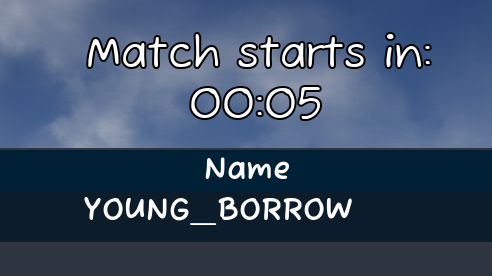 Match starts in:
00:05
Name
YOUNG_BORROW